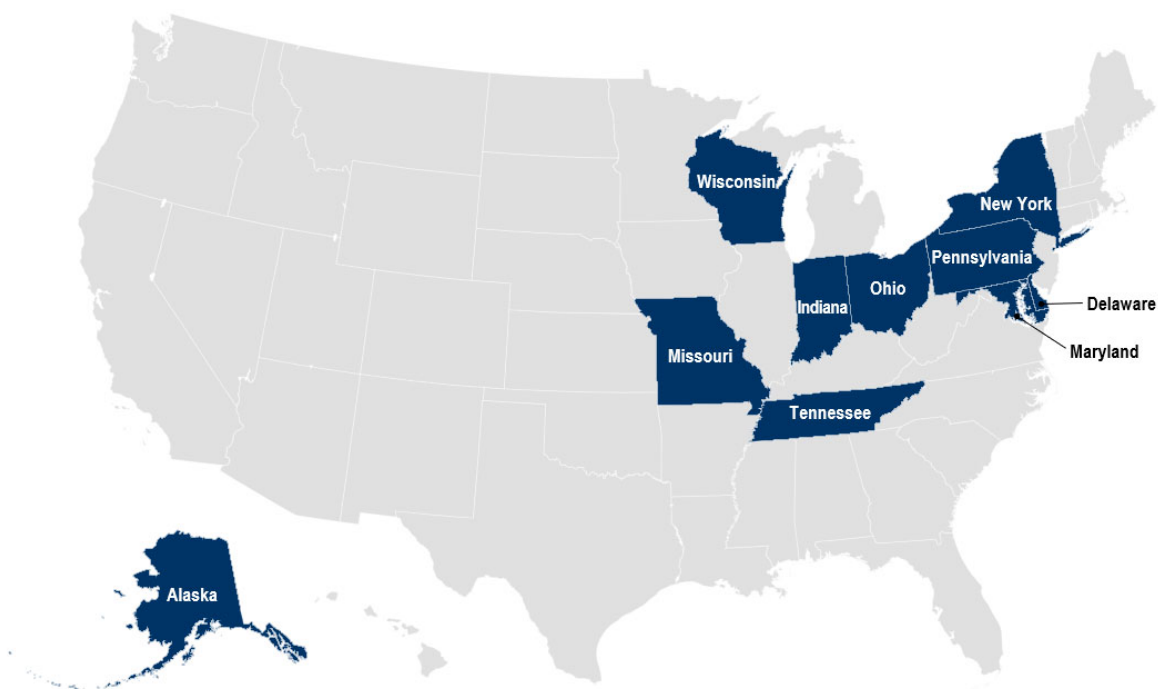 Wisconsin
New York
Pennsylvania
Ohio
Indiana
Delaware
Maryland
Missouri
Tennessee
Alaska